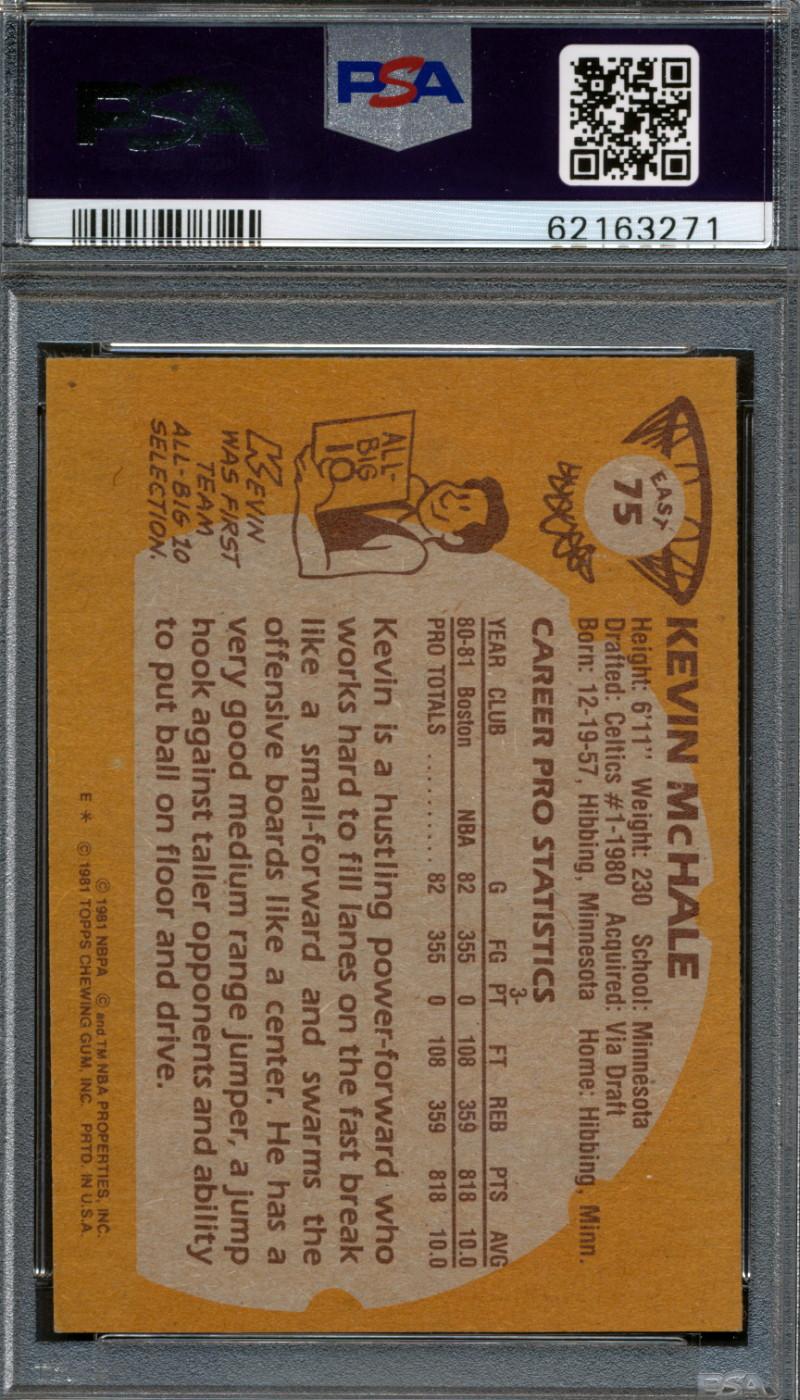 PSA
PSA
62163271
EAST
75
KEVIN McHALE
Height: 6'11" Weight: 230 School: Minnesota
Drafted: Celtics #1-1980 Acquired: Via Draft
Born: 12-19-57, Hibbing, Minnesota Home: Hibbing, Minn.
CAREER PRO STATISTICS
YEAR CLUB G FG 3-PT FT REB PTS AVG
80-81 Boston NBA 82 355 0 108 359 818 10.0
PRO TOTALS .......... 82 355 0 108 359 818 10.0
Kevin is a hustling power-forward who
works hard to fill lanes on the fast break
like a small-forward and swarms the
offensive boards like a center. He has a
very good medium range jumper, a jump
hook against taller opponents and ability
to put ball on floor and drive.
ALL-
BIG
10
KEVIN
WAS FIRST
TEAM
ALL-BIG 10
SELECTION.
© 1981 NBPA © and TM NBA PROPERTIES, INC.
E * © 1981 TOPPS CHEWING GUM, INC. PRTD. IN U.S.A.
PSA